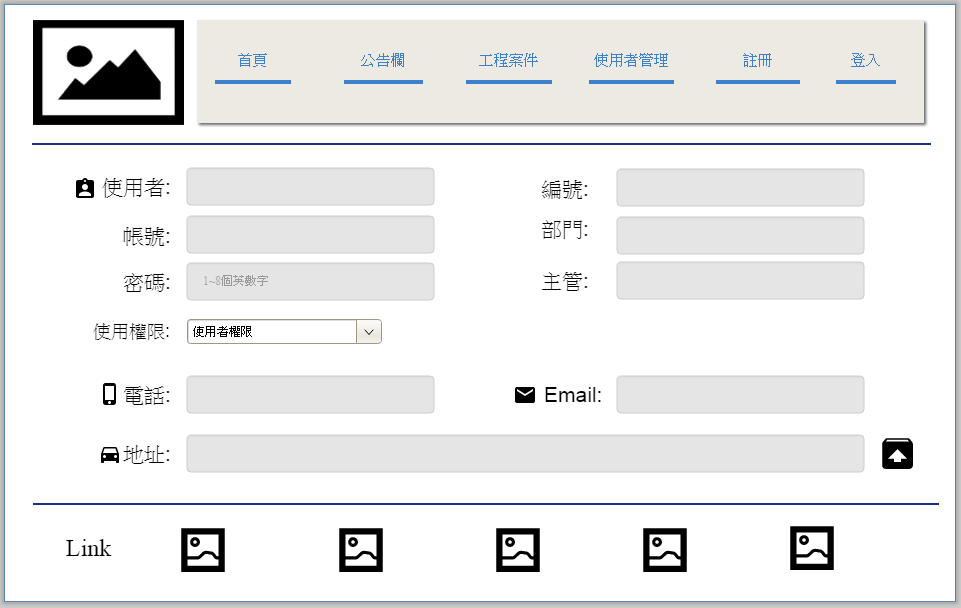 首頁 公告欄 工程案件 使用者管理 註冊 登入
使用者: 編號:
帳號: 部門:
密碼: 1~8個英數字 主管:
使用權限: 使用者權限
電話: Email:
地址:
Link